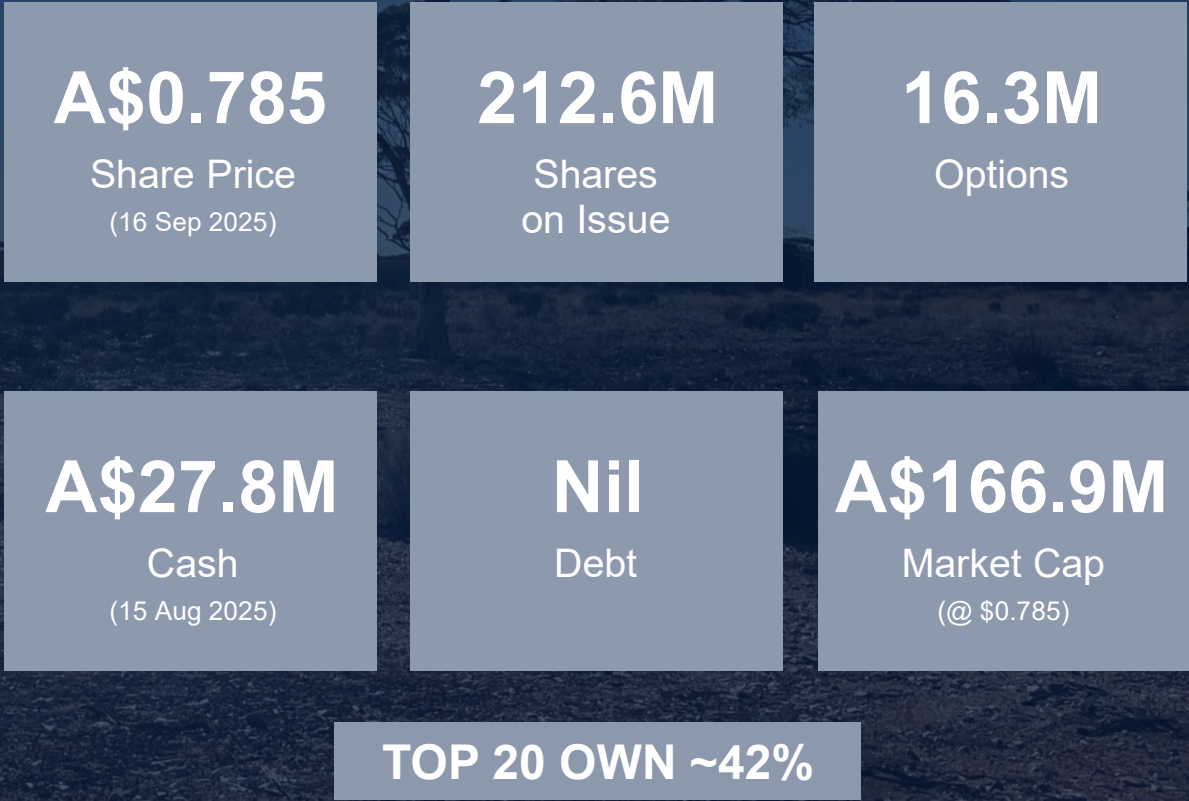 A$0.785
Share Price
(16 Sep 2025)
212.6M
Shares
on Issue
16.3M
Options
A$27.8M
Cash
(15 Aug 2025)
Nil
Debt
A$166.9M
Market Cap
(@ $0.785)
TOP 20 OWN ~42%